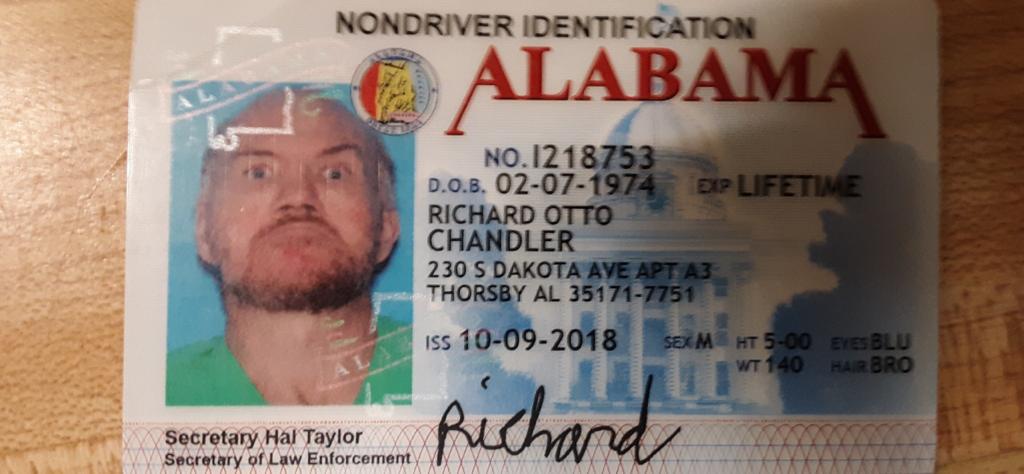 NONDRIVER IDENTIFICATION
ALABAMA
NO. I218753
D.O.B. 02-07-1974 EXP LIFETIME
RICHARD OTTO
CHANDLER
230 S DAKOTA AVE APT A3
THORSBY AL 35171-7751
ISS 10-09-2018 SEX M HT 5-00 EYES BLU
WT 140 HAIR BRO
Richard
Secretary Hal Taylor
Secretary of Law Enforcement